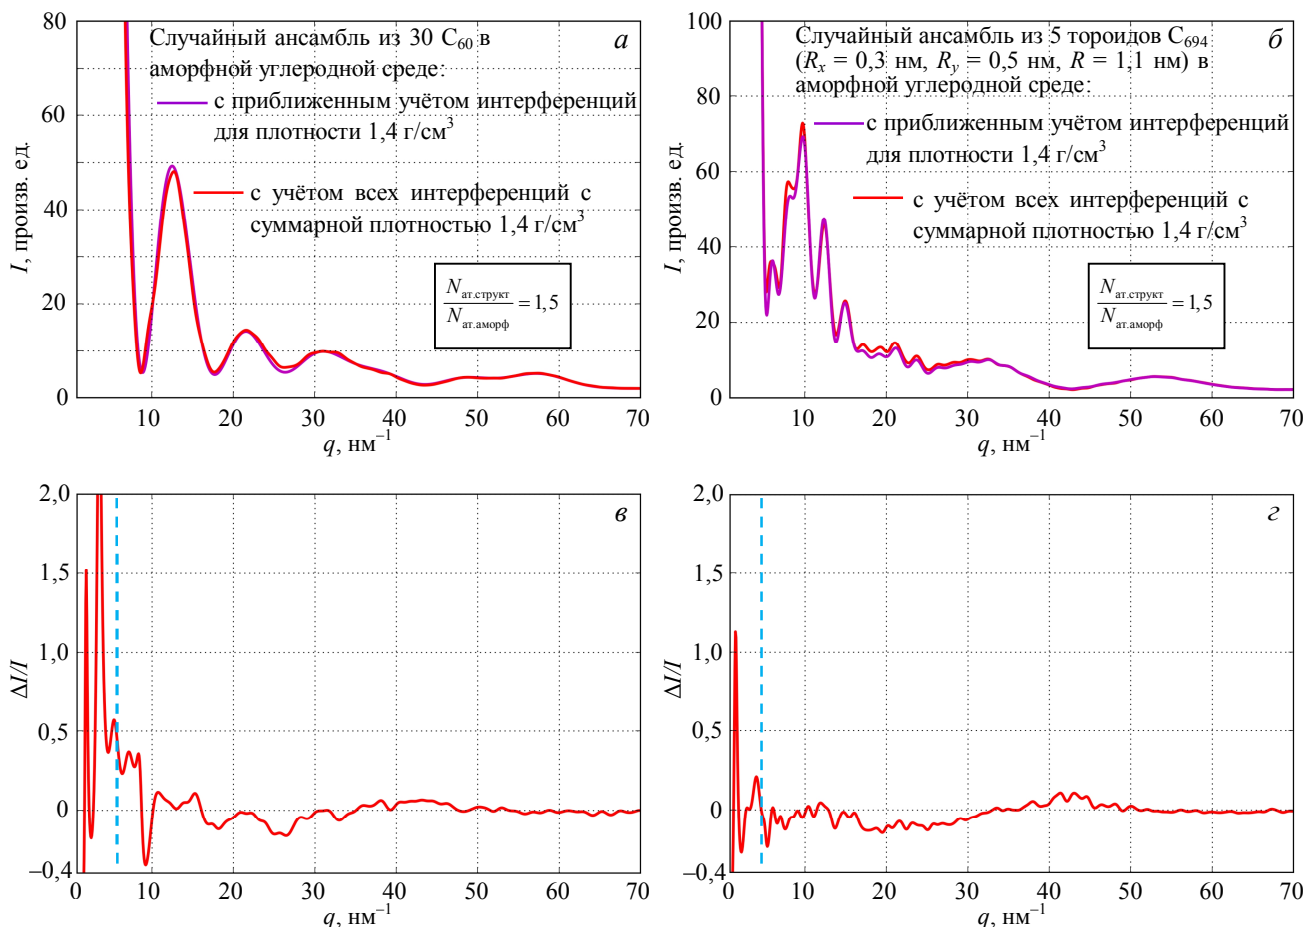 а
Случайный ансамбль из 30 C60 в
аморфной углеродной среде:
с приближенным учётом интерференций
для плотности 1,4 г/см³
с учётом всех интерференций с
суммарной плотностью 1,4 г/см³
Nат.структ
Nат.аморф
= 1,5
I, произв. ед.
80
60
40
20
0
10 20 30 40 50 60 70
q, нм⁻¹
б
Случайный ансамбль из 5 тороидов C694
(Rx = 0,3 нм, Ry = 0,5 нм, R = 1,1 нм) в
аморфной углеродной среде:
с приближенным учётом интерференций
для плотности 1,4 г/см³
с учётом всех интерференций с
суммарной плотностью 1,4 г/см³
Nат.структ
Nат.аморф
= 1,5
I, произв. ед.
100
80
60
40
20
0
10 20 30 40 50 60 70
q, нм⁻¹
в
ΔI/I
2,0
1,5
1,0
0,5
0
–0,4
0 10 20 30 40 50 60 70
q, нм⁻¹
г
ΔI/I
2,0
1,5
1,0
0,5
0
–0,4
0 10 20 30 40 50 60 70
q, нм⁻¹